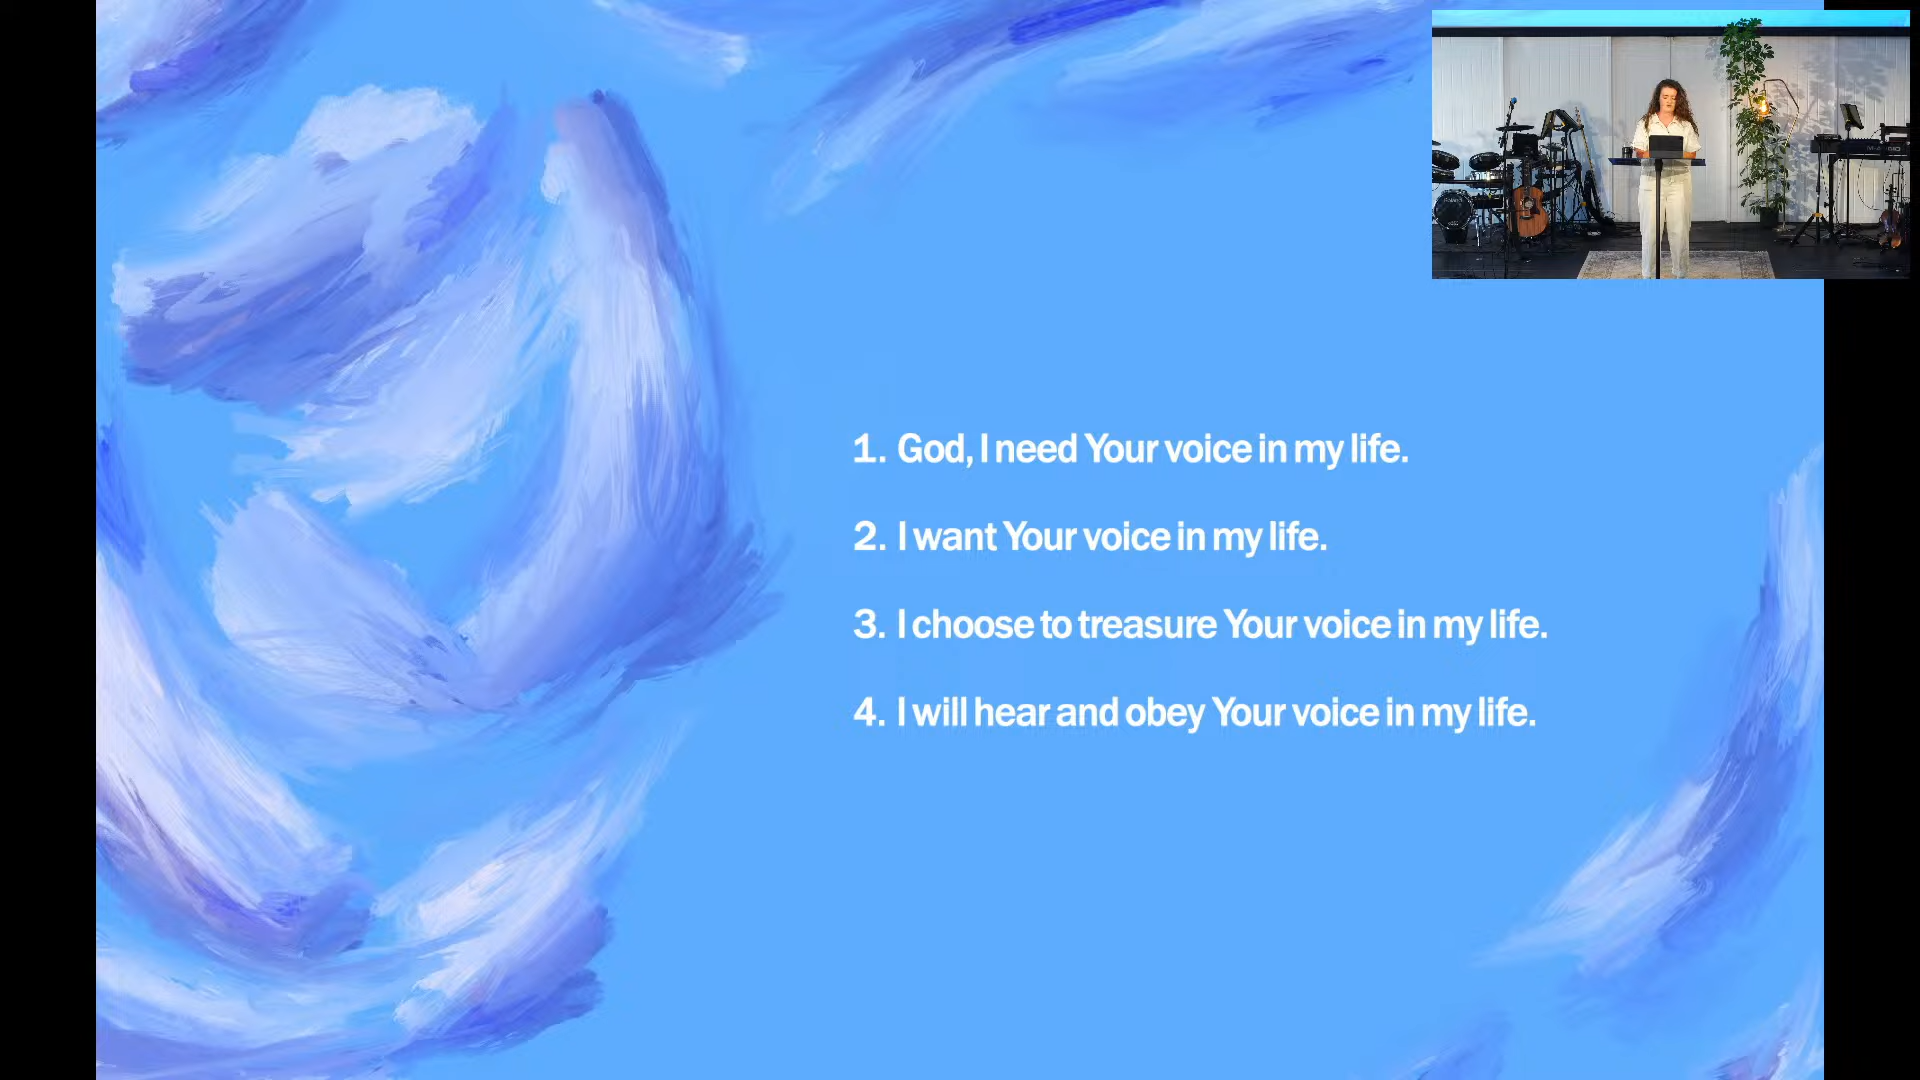 1. God, I need Your voice in my life.
2. I want Your voice in my life.
3. I choose to treasure Your voice in my life.
4. I will hear and obey Your voice in my life.